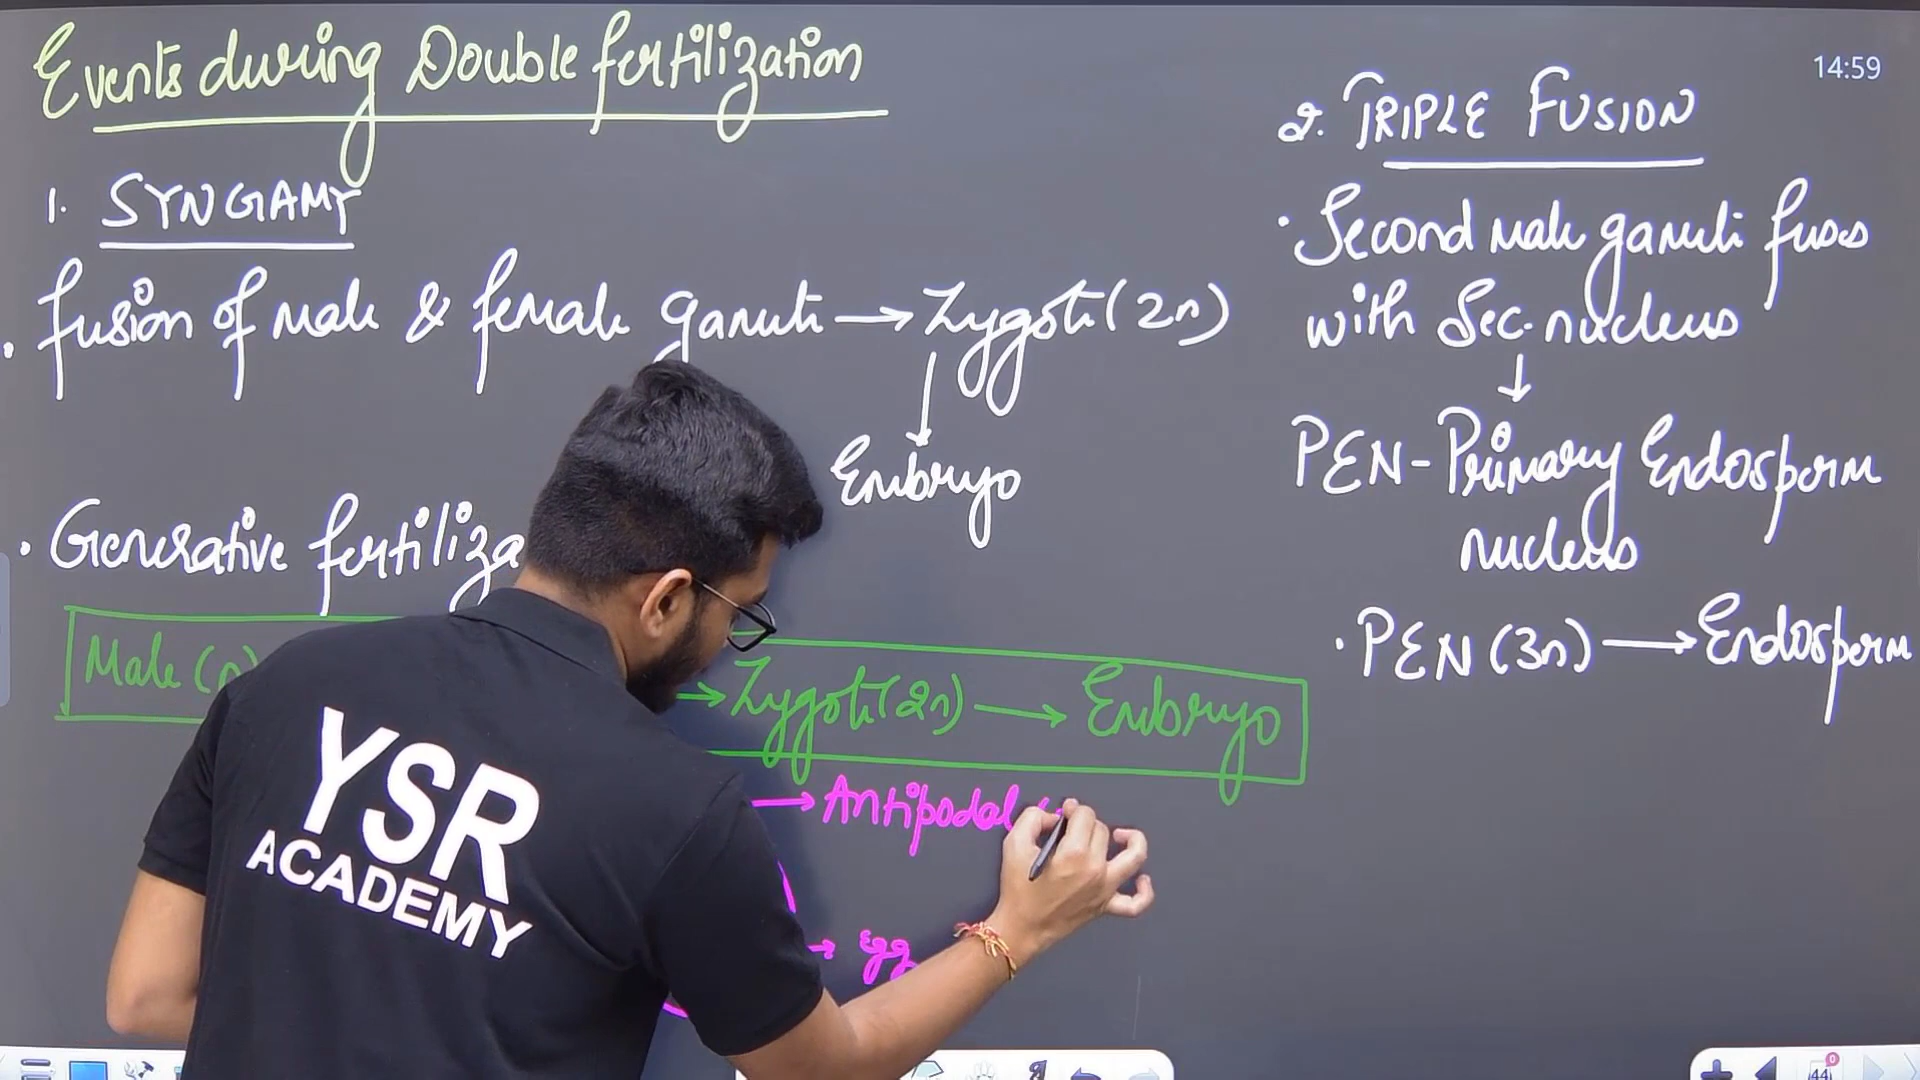 Events during Double fertilization
1. SYNGAMY
• fusion of male & female gamete → Zygote (2n)
↓
Embryo
• Generative fertiliza
Male (n) → Zygote (2n) → Embryo
→ Antipodal
→ egg
14:59
2. TRIPLE FUSION
• Second male gamete fuses
with Sec. nucleus
↓
PEN - Primary Endosperm
nucleus
• PEN (3n) → Endosperm
YSR
ACADEMY
44
0